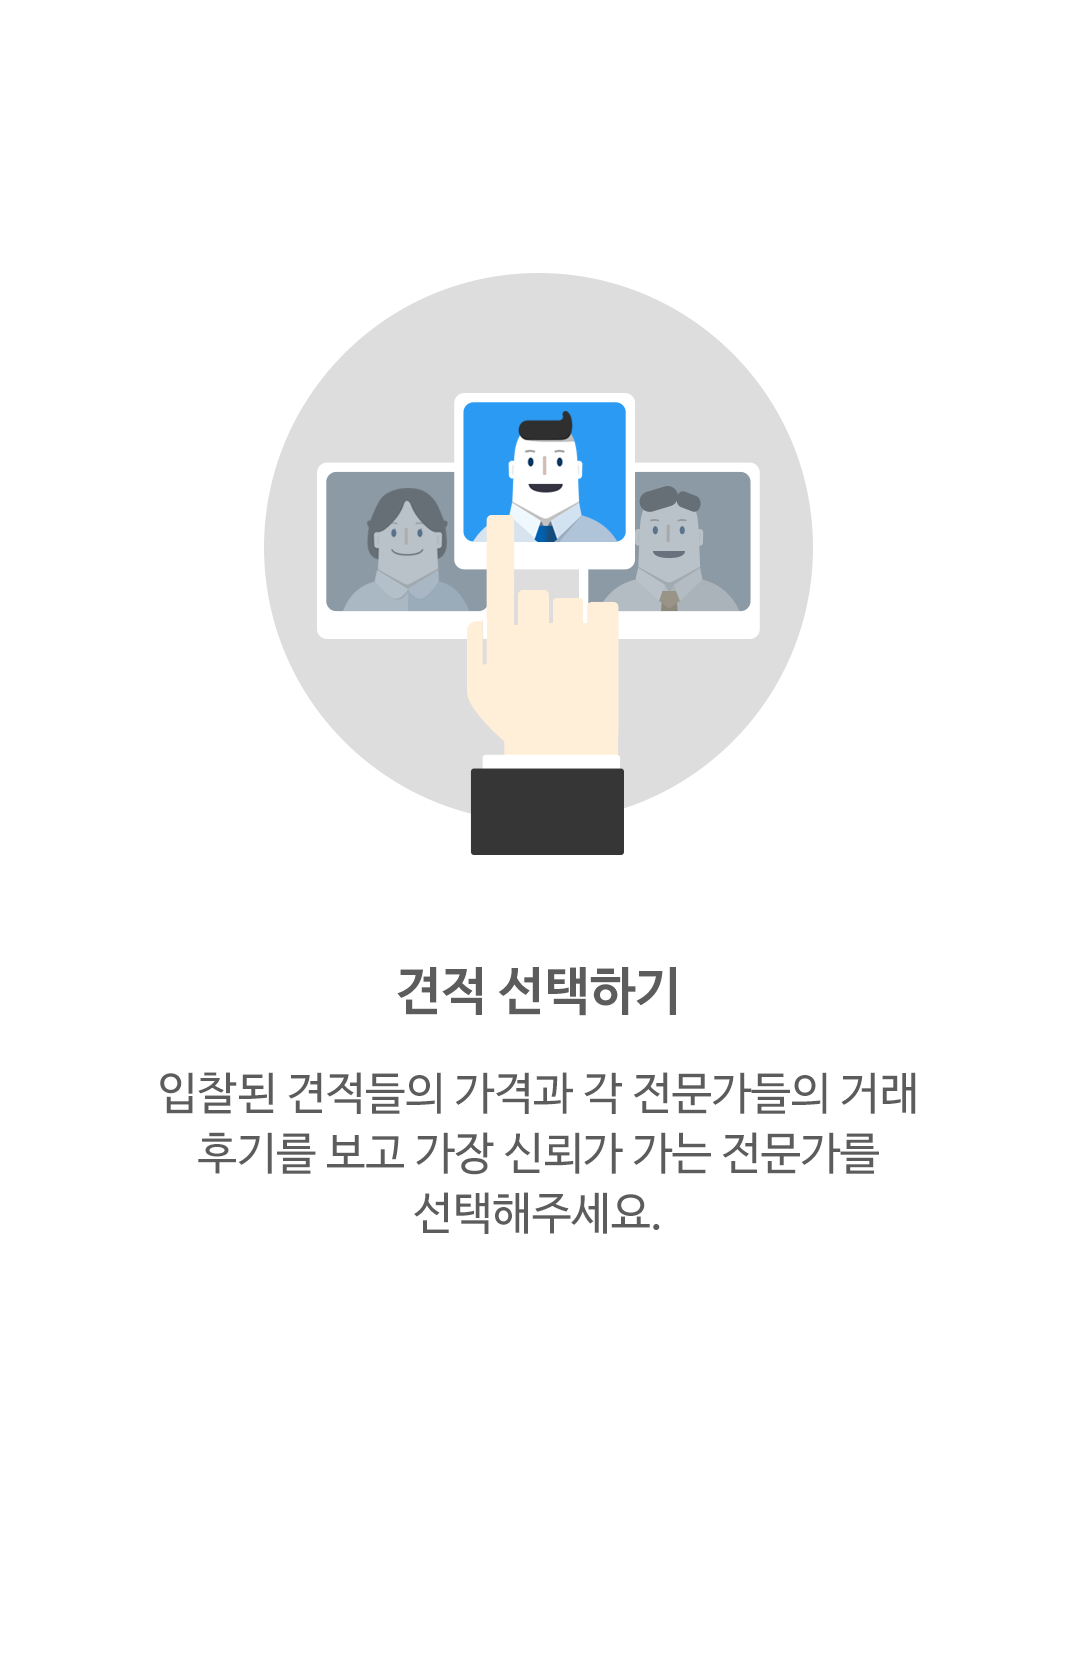 견적 선택하기
입찰된 견적들의 가격과 각 전문가들의 거래
후기를 보고 가장 신뢰가 가는 전문가를
선택해주세요.